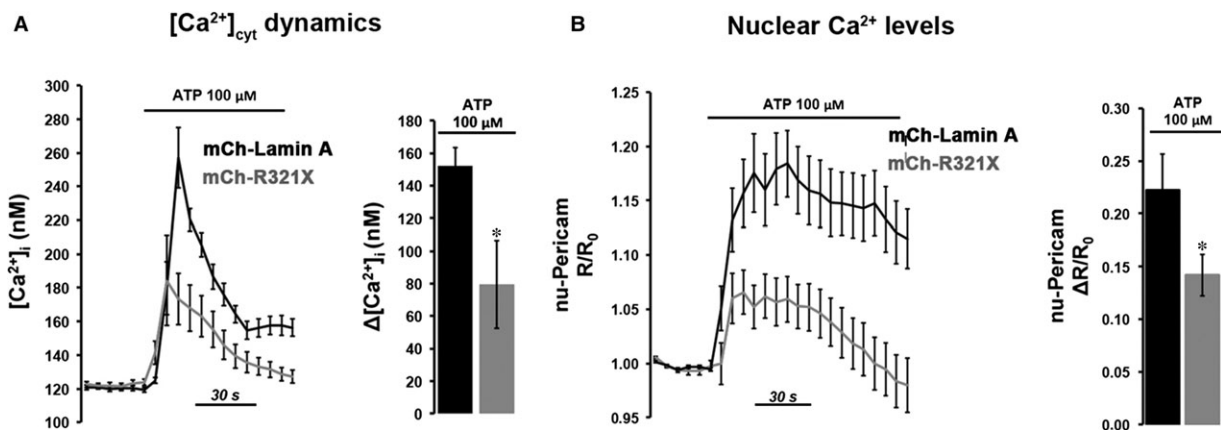 A
[Ca²⁺]cyt dynamics
300
280
260
240
220
200
180
160
140
120
100
[Ca²⁺]i (nM)
ATP 100 µM
mCh-Lamin A
mCh-R321X
30 s
ATP
100 µM
180
160
140
120
100
80
60
40
20
0
Δ[Ca²⁺]i (nM)
*
B
Nuclear Ca²⁺ levels
1.25
1.20
1.15
1.10
1.05
1.00
0.95
nu-Pericam
R/R0
ATP 100 µM
mCh-Lamin A
mCh-R321X
30 s
ATP
100 µM
0.30
0.25
0.20
0.15
0.10
0.05
0.00
nu-Pericam
ΔR/R0
*